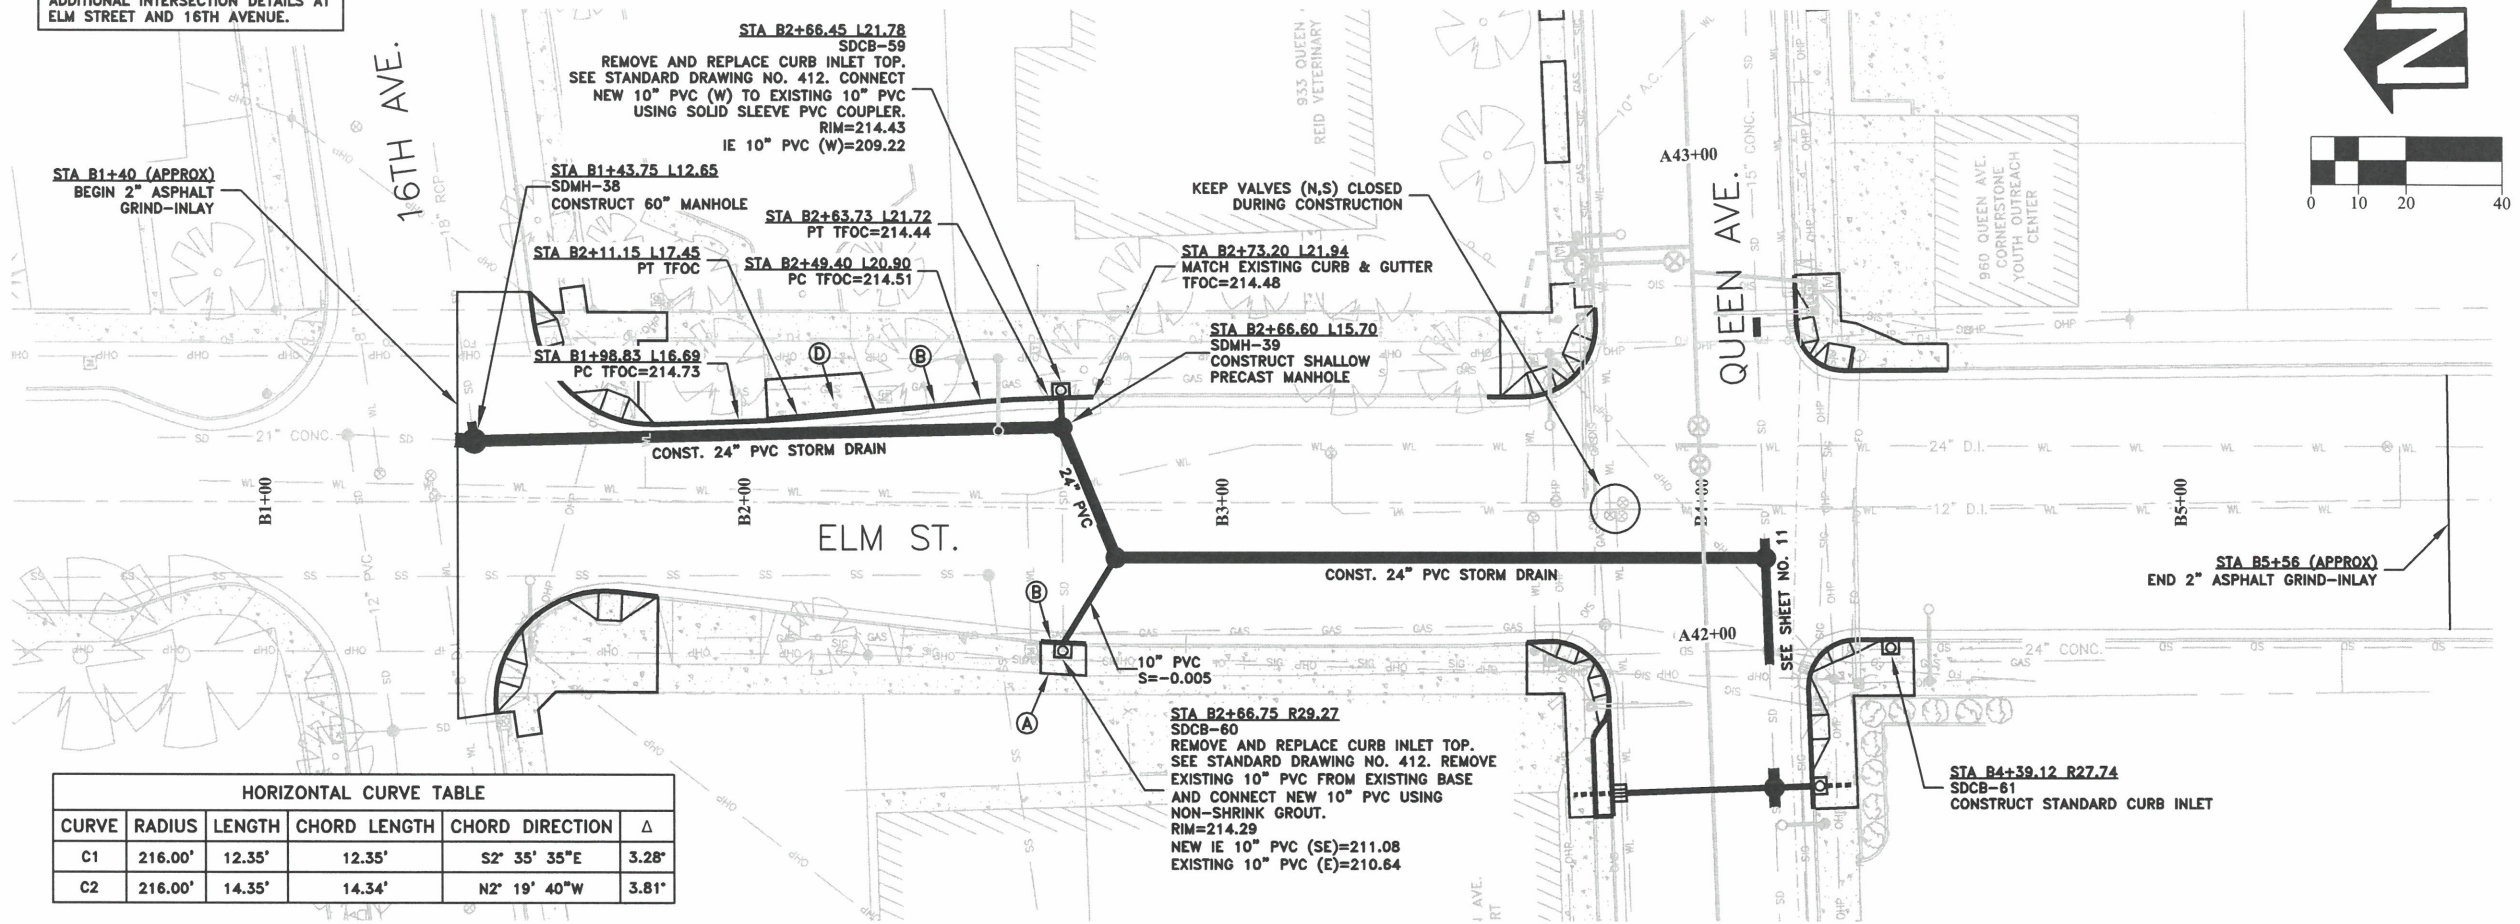 ADDITIONAL INTERSECTION DETAILS AT
ELM STREET AND 16TH AVENUE.
16TH AVE.
STA B1+40 (APPROX)
BEGIN 2" ASPHALT
GRIND-INLAY
STA B2+66.45 L21.78
SDCB-59
REMOVE AND REPLACE CURB INLET TOP.
SEE STANDARD DRAWING NO. 412. CONNECT
NEW 10" PVC (W) TO EXISTING 10" PVC
USING SOLID SLEEVE PVC COUPLER.
RIM=214.43
IE 10" PVC (W)=209.22
STA B1+43.75 L12.65
SDMH-38
CONSTRUCT 60" MANHOLE
STA B2+63.73 L21.72
PT TFOC=214.44
STA B2+11.15 L17.45
PT TFOC
STA B2+49.40 L20.90
PC TFOC=214.51
STA B1+98.83 L16.69
PC TFOC=214.73
D
B
KEEP VALVES (N,S) CLOSED
DURING CONSTRUCTION
STA B2+73.20 L21.94
MATCH EXISTING CURB & GUTTER
TFOC=214.48
STA B2+66.60 L15.70
SDMH-39
CONSTRUCT SHALLOW
PRECAST MANHOLE
933 QUEEN
REID VETERINARY
10" A.C.
A43+00
15" CONC.
QUEEN AVE.
960 QUEEN AVE.
CORNERSTONE
YOUTH OUTREACH
CENTER
N
0 10 20 40
18" RCP
21" CONC.
CONST. 24" PVC STORM DRAIN
24" PVC
B1+00
B2+00
B3+00
B4+00
B5+00
24" D.I.
12" D.I.
ELM ST.
12" PVC
CONST. 24" PVC STORM DRAIN
SEE SHEET NO. 11
STA B5+56 (APPROX)
END 2" ASPHALT GRIND-INLAY
A42+00
24" CONC.
B
A
10" PVC
S=-0.005
STA B2+66.75 R29.27
SDCB-60
REMOVE AND REPLACE CURB INLET TOP.
SEE STANDARD DRAWING NO. 412. REMOVE
EXISTING 10" PVC FROM EXISTING BASE
AND CONNECT NEW 10" PVC USING
NON-SHRINK GROUT.
RIM=214.29
NEW IE 10" PVC (SE)=211.08
EXISTING 10" PVC (E)=210.64
STA B4+39.12 R27.74
SDCB-61
CONSTRUCT STANDARD CURB INLET
HORIZONTAL CURVE TABLE
CURVE RADIUS LENGTH CHORD LENGTH CHORD DIRECTION Δ
C1 216.00' 12.35' 12.35' S2° 35' 35"E 3.28°
C2 216.00' 14.35' 14.34' N2° 19' 40"W 3.81°